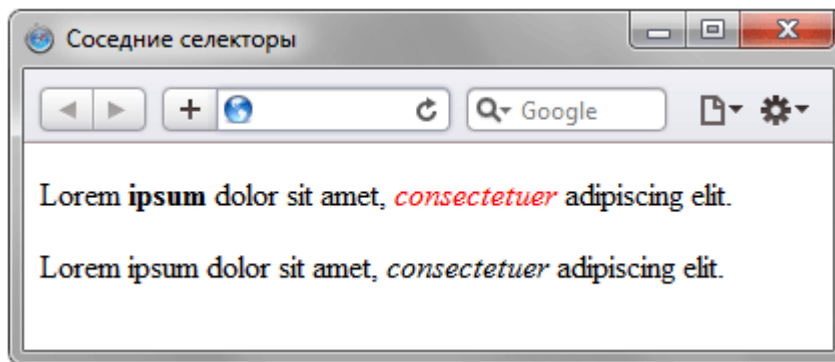 Соседние селекторы
Google
Lorem ipsum dolor sit amet, consectetuer adipiscing elit.
Lorem ipsum dolor sit amet, consectetuer adipiscing elit.